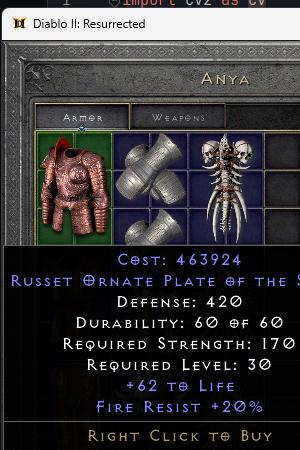 import cv2 as cv
Diablo II: Resurrected
Anya
Armor
Weapons
Cost: 463924
Russet Ornate Plate of the
Defense: 420
Durability: 60 of 60
Required Strength: 170
Required Level: 30
+62 to Life
Fire Resist +20%
Right Click to Buy